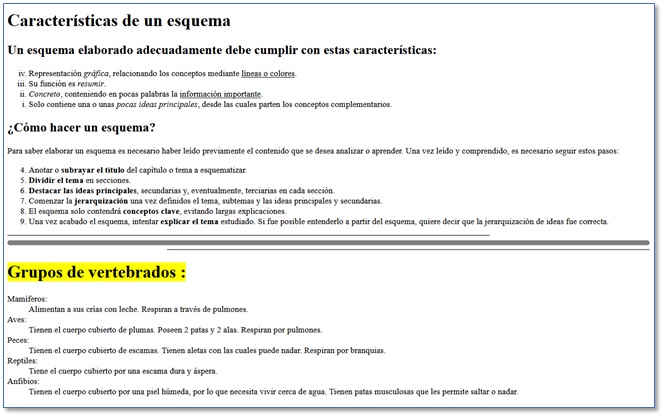 Características de un esquema
Un esquema elaborado adecuadamente debe cumplir con estas características:
iv. Representación gráfica, relacionando los conceptos mediante líneas o colores.
iii. Su función es resumir.
ii. Concreto, conteniendo en pocas palabras la información importante.
i. Solo contiene una o unas pocas ideas principales, desde las cuales parten los conceptos complementarios.
¿Cómo hacer un esquema?
Para saber elaborar un esquema es necesario haber leído previamente el contenido que se desea analizar o aprender. Una vez leído y comprendido, es necesario seguir estos pasos:
4. Anotar o subrayar el título del capítulo o tema a esquematizar.
5. Dividir el tema en secciones.
6. Destacar las ideas principales, secundarias y, eventualmente, terciarias en cada sección.
7. Comenzar la jerarquización una vez definidos el tema, subtemas y las ideas principales y secundarias.
8. El esquema solo contendrá conceptos clave, evitando largas explicaciones.
9. Una vez acabado el esquema, intentar explicar el tema estudiado. Si fue posible entenderlo a partir del esquema, quiere decir que la jerarquización de ideas fue correcta.
Grupos de vertebrados :
Mamíferos:
Alimentan a sus crías con leche. Respiran a través de pulmones.
Aves:
Tienen el cuerpo cubierto de plumas. Poseen 2 patas y 2 alas. Respiran por pulmones.
Peces:
Tienen el cuerpo cubierto de escamas. Tienen aletas con las cuales puede nadar. Respiran por branquias.
Reptiles:
Tiene el cuerpo cubierto por una escama dura y áspera.
Anfibios:
Tienen el cuerpo cubierto por una piel húmeda, por lo que necesita vivir cerca de agua. Tienen patas musculosas que les permite saltar o nadar.